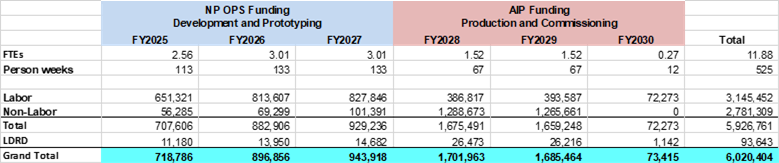 NP OPS Funding AIP Funding
Development and Prototyping Production and Commissioning
FY2025 FY2026 FY2027 FY2028 FY2029 FY2030 Total
FTEs 2.56 3.01 3.01 1.52 1.52 0.27 11.88
Person weeks 113 133 133 67 67 12 525
Labor 651,321 813,607 827,846 386,817 393,587 72,273 3,145,452
Non-Labor 56,285 69,299 101,391 1,288,673 1,265,661 0 2,781,309
Total 707,606 882,906 929,236 1,675,491 1,659,248 72,273 5,926,761
LDRD 11,180 13,950 14,682 26,473 26,216 1,142 93,643
Grand Total 718,786 896,856 943,918 1,701,963 1,685,464 73,415 6,020,404